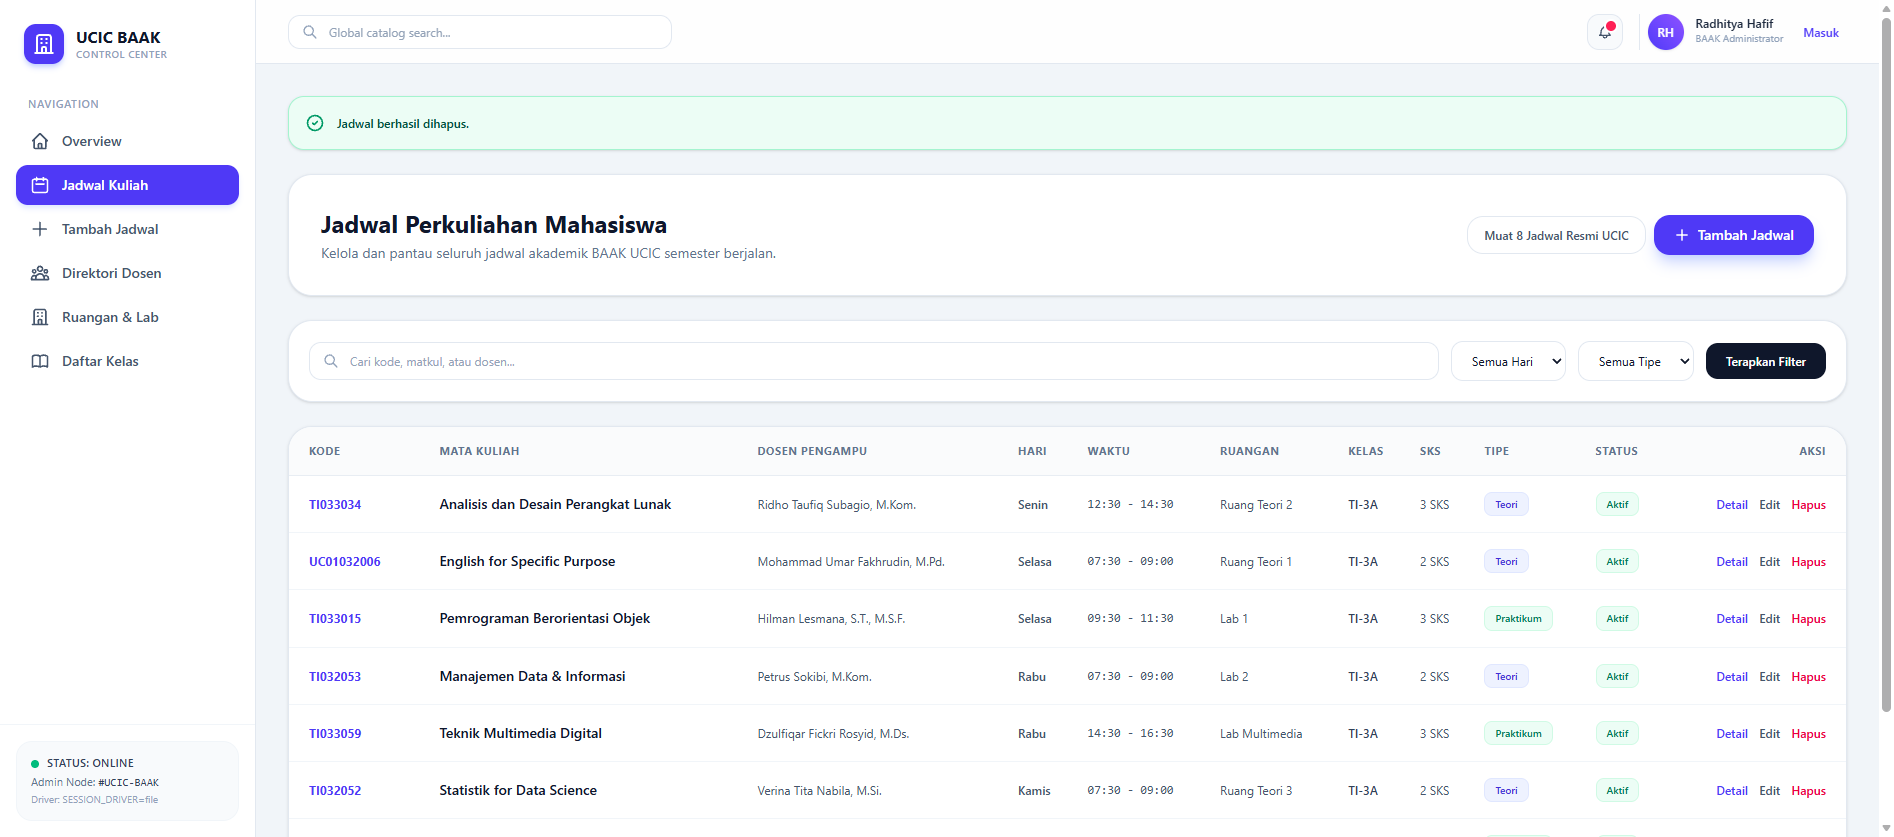 UCIC BAAK
CONTROL CENTER
Global catalog search...
RH
Radhitya Hafif
BAAK Administrator
Masuk
NAVIGATION
Overview
Jadwal Kuliah
Tambah Jadwal
Direktori Dosen
Ruangan & Lab
Daftar Kelas
STATUS: ONLINE
Admin Node: #UCIC-BAAK
Driver: SESSION_DRIVER=file
Jadwal berhasil dihapus.
Jadwal Perkuliahan Mahasiswa
Kelola dan pantau seluruh jadwal akademik BAAK UCIC semester berjalan.
Muat 8 Jadwal Resmi UCIC
Tambah Jadwal
Cari kode, matkul, atau dosen...
Semua Hari
Semua Tipe
Terapkan Filter
KODE MATA KULIAH DOSEN PENGAMPU HARI WAKTU RUANGAN KELAS SKS TIPE STATUS AKSI
TI033034 Analisis dan Desain Perangkat Lunak Ridho Taufiq Subagio, M.Kom. Senin 12:30 - 14:30 Ruang Teori 2 TI-3A 3 SKS Teori Aktif Detail Edit Hapus
UC01032006 English for Specific Purpose Mohammad Umar Fakhrudin, M.Pd. Selasa 07:30 - 09:00 Ruang Teori 1 TI-3A 2 SKS Teori Aktif Detail Edit Hapus
TI033015 Pemrograman Berorientasi Objek Hilman Lesmana, S.T., M.S.F. Selasa 09:30 - 11:30 Lab 1 TI-3A 3 SKS Praktikum Aktif Detail Edit Hapus
TI032053 Manajemen Data & Informasi Petrus Sokibi, M.Kom. Rabu 07:30 - 09:00 Lab 2 TI-3A 2 SKS Teori Aktif Detail Edit Hapus
TI033059 Teknik Multimedia Digital Dzulfiqar Fickri Rosyid, M.Ds. Rabu 14:30 - 16:30 Lab Multimedia TI-3A 3 SKS Praktikum Aktif Detail Edit Hapus
TI032052 Statistik for Data Science Verina Tita Nabila, M.Si. Kamis 07:30 - 09:00 Ruang Teori 3 TI-3A 2 SKS Teori Aktif Detail Edit Hapus